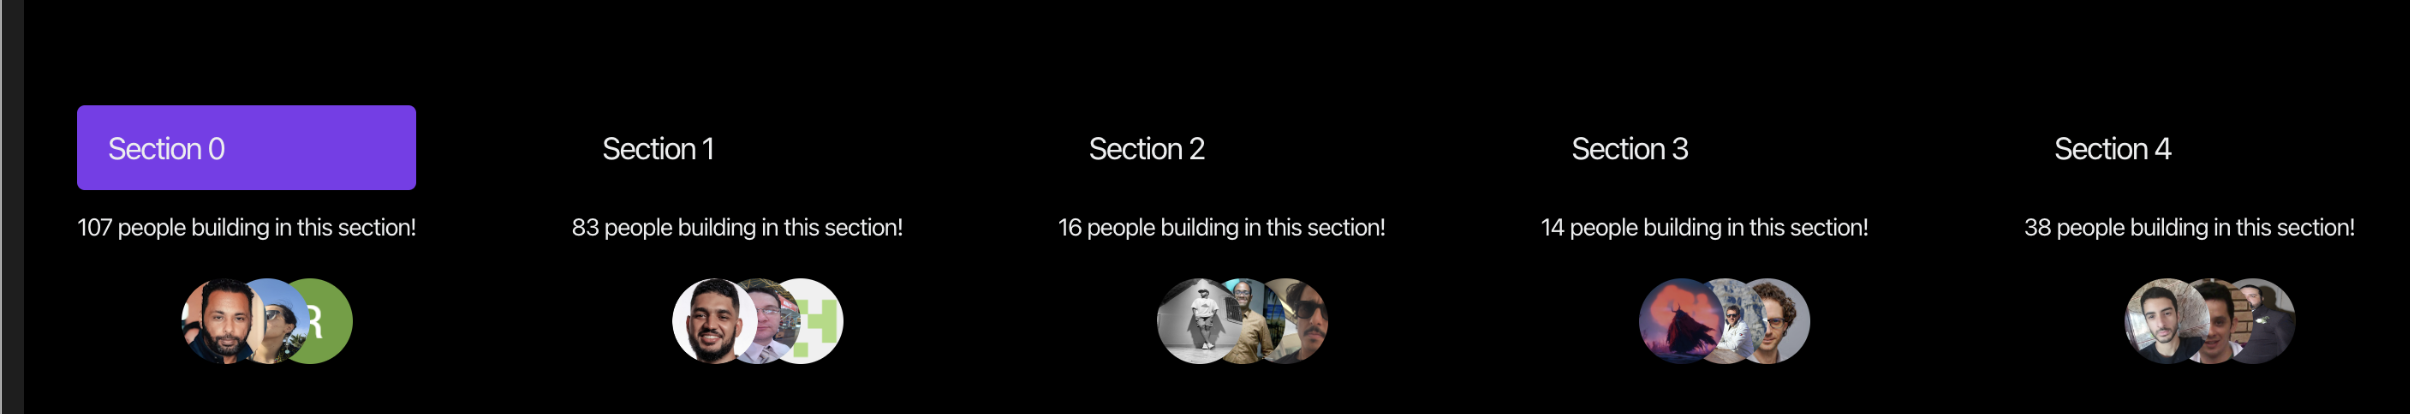 Section 0
107 people building in this section!
R
Section 1
83 people building in this section!
Section 2
16 people building in this section!
Section 3
14 people building in this section!
Section 4
38 people building in this section!